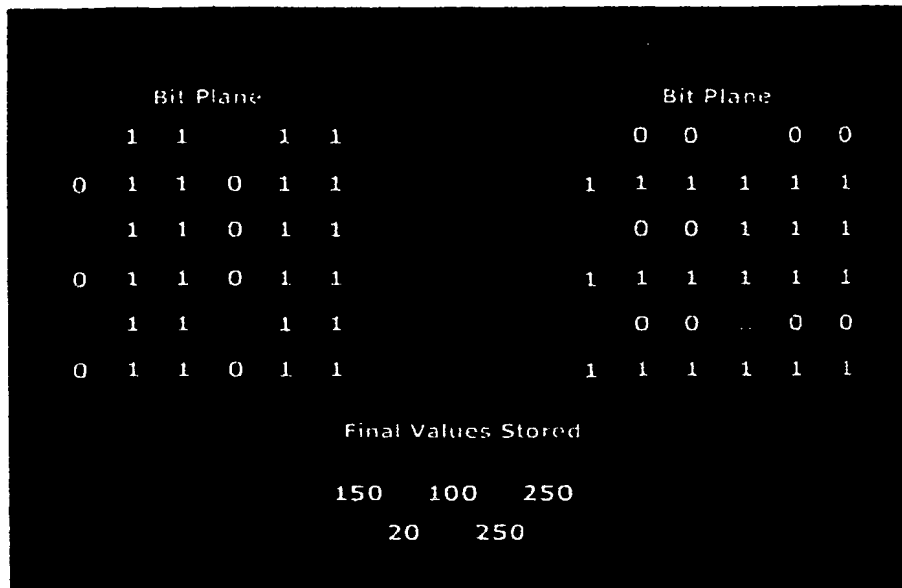 Bit Plane Bit Plane
1 1 1 1 0 0 0 0
0 1 1 0 1 1 1 1 1 1 1 1
1 1 0 1 1 0 0 1 1 1
0 1 1 0 1 1 1 1 1 1 1 1
1 1 1 1 0 0 .. 0 0
0 1 1 0 1 1 1 1 1 1 1 1
Final Values Stored
150 100 250
20 250